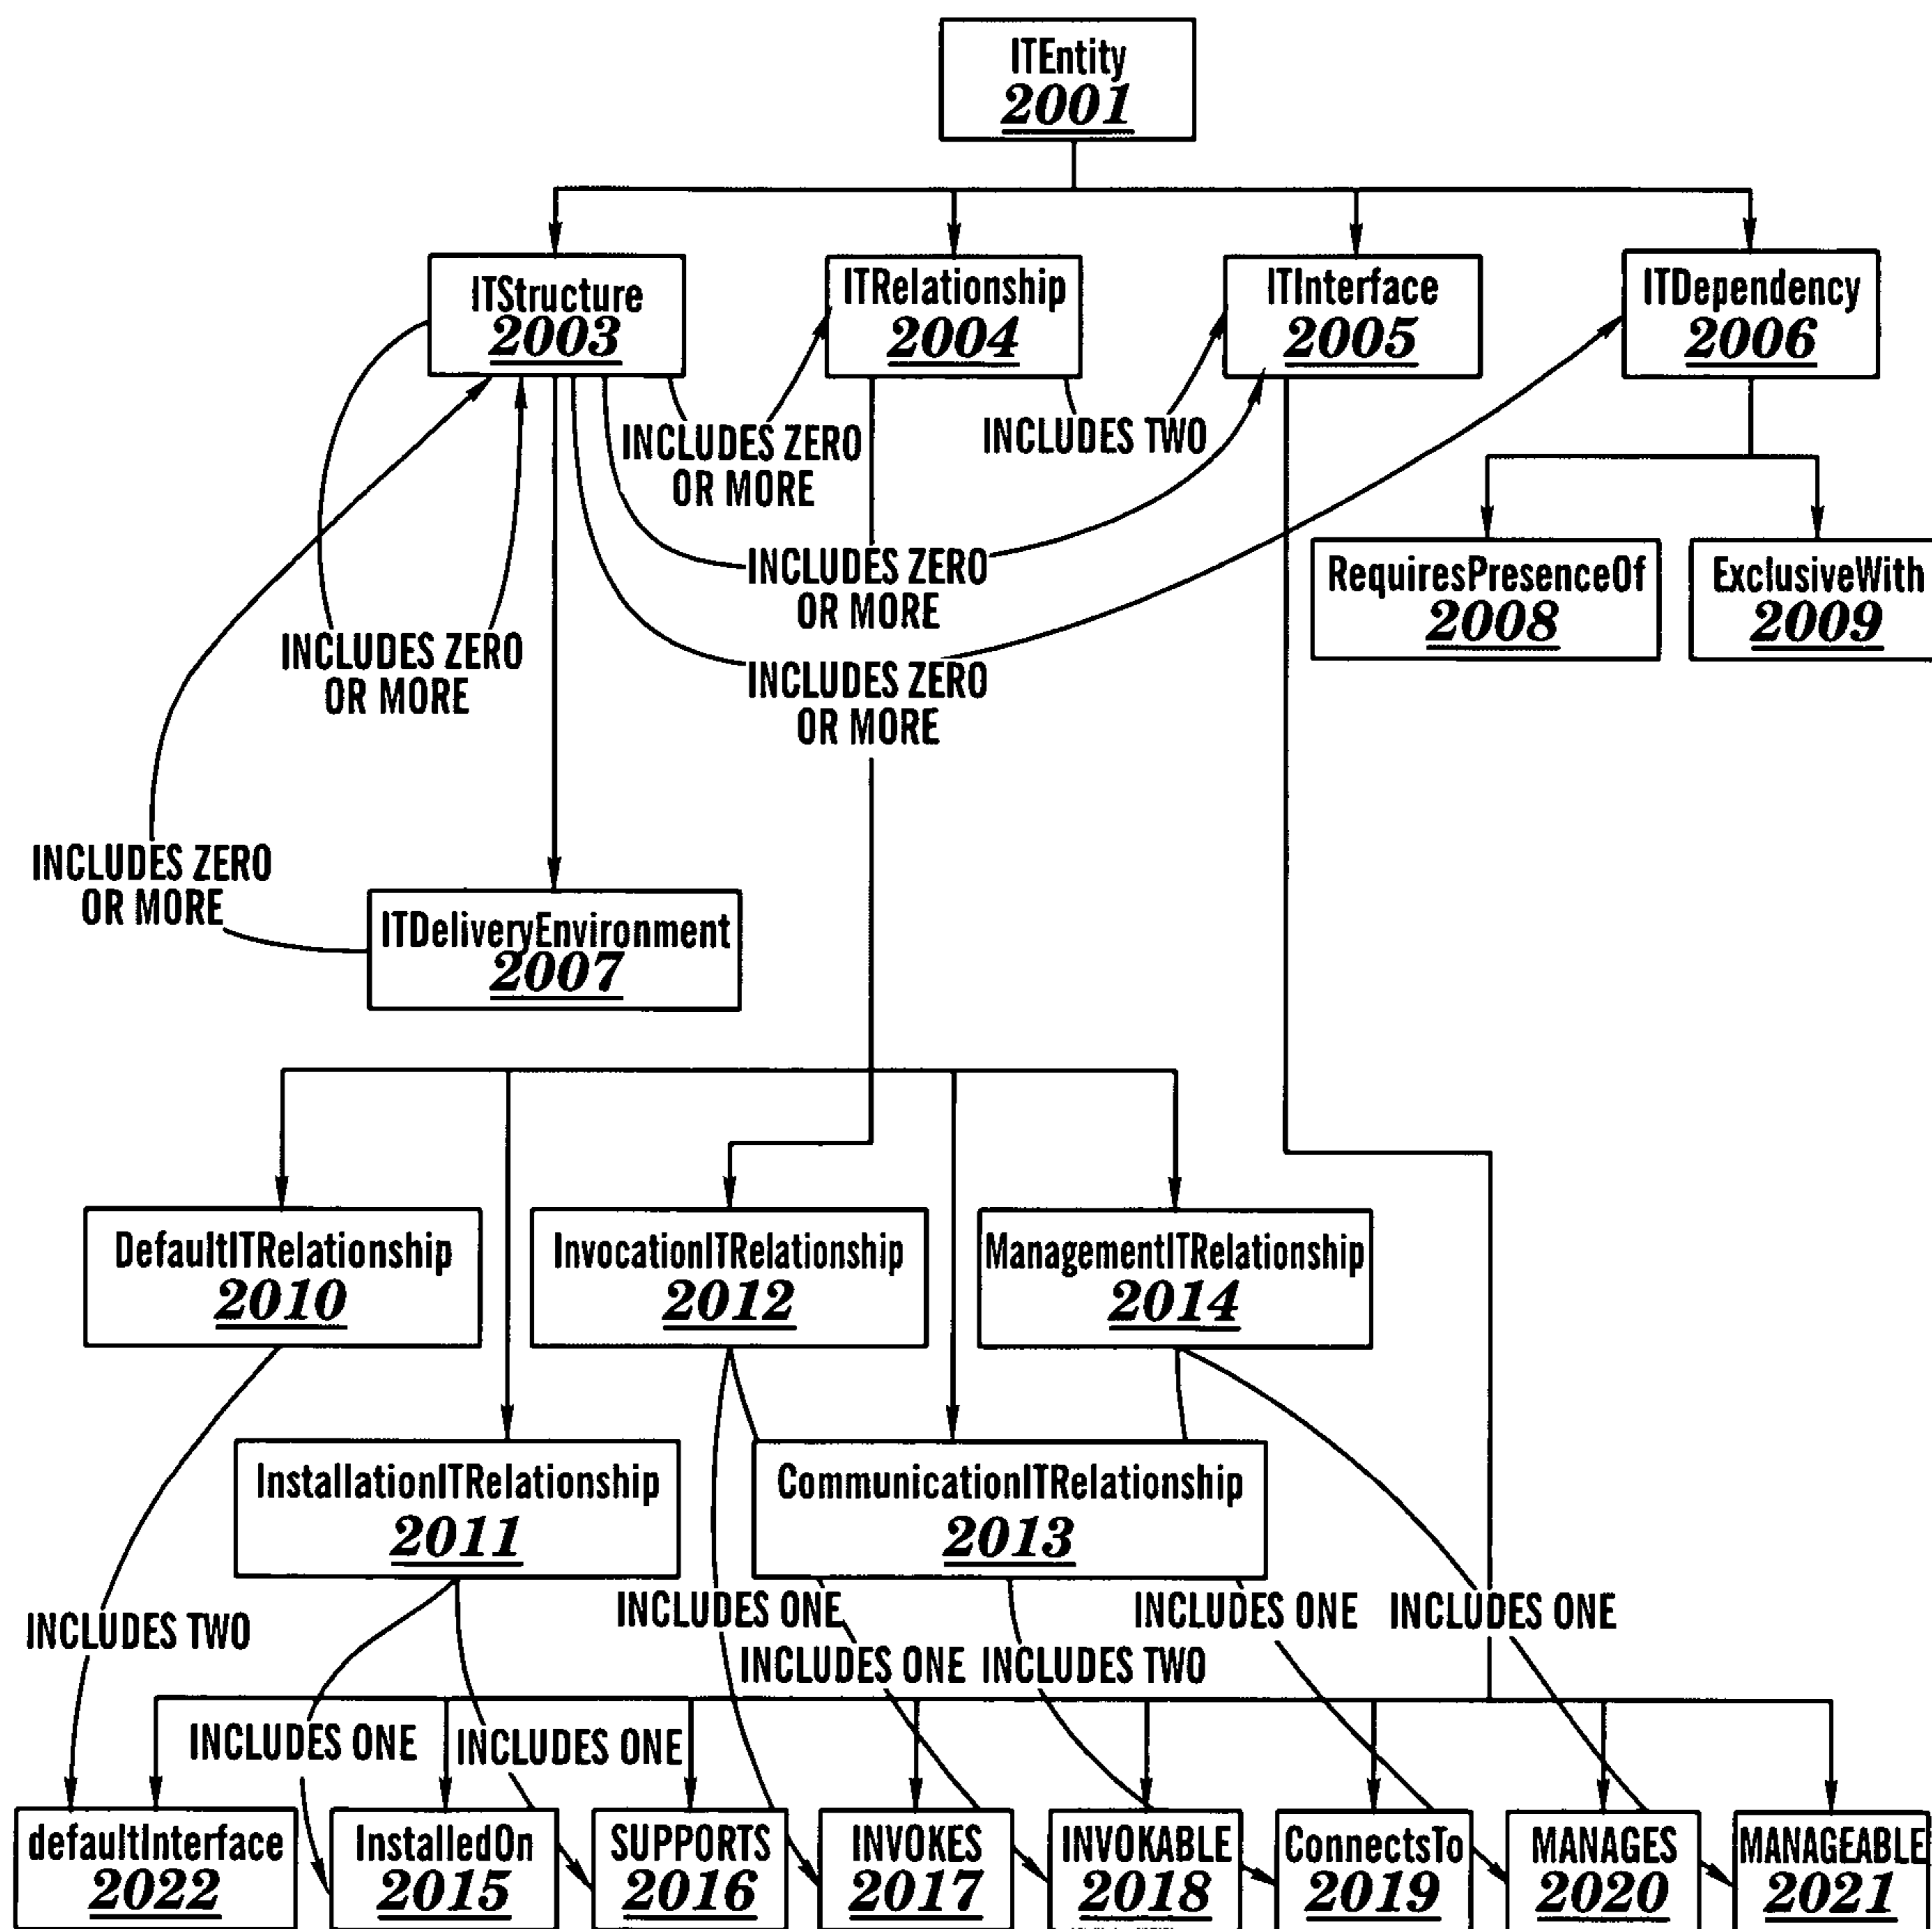 ITEntity
2001
ITStructure
2003
ITRelationship
2004
ITInterface
2005
ITDependency
2006
INCLUDES ZERO
OR MORE
INCLUDES TWO
INCLUDES ZERO
OR MORE
RequiresPresenceOf
2008
ExclusiveWith
2009
INCLUDES ZERO
OR MORE
INCLUDES ZERO
OR MORE
INCLUDES ZERO
OR MORE
ITDeliveryEnvironment
2007
DefaultITRelationship
2010
InvocationITRelationship
2012
ManagementITRelationship
2014
InstallationITRelationship
2011
CommunicationITRelationship
2013
INCLUDES TWO
INCLUDES ONE
INCLUDES ONE
INCLUDES TWO
INCLUDES ONE
INCLUDES ONE
INCLUDES ONE
INCLUDES ONE
defaultInterface
2022
InstalledOn
2015
SUPPORTS
2016
INVOKES
2017
INVOKABLE
2018
ConnectsTo
2019
MANAGES
2020
MANAGEABLE
2021